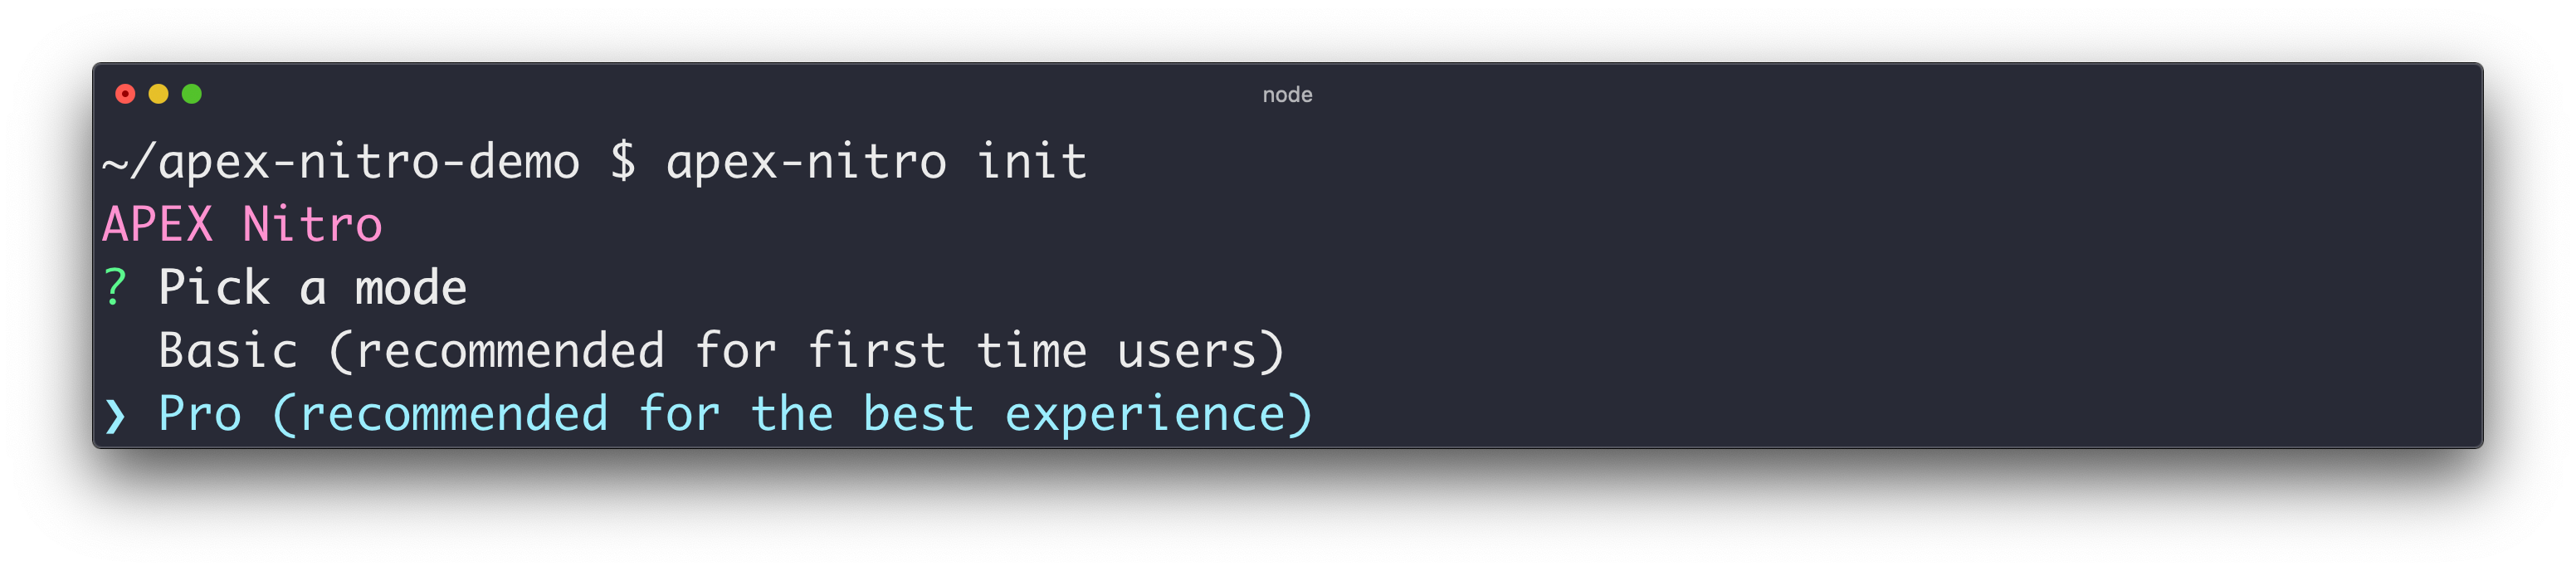 node
~/apex-nitro-demo $ apex-nitro init
APEX Nitro
? Pick a mode
  Basic (recommended for first time users)
❯ Pro (recommended for the best experience)